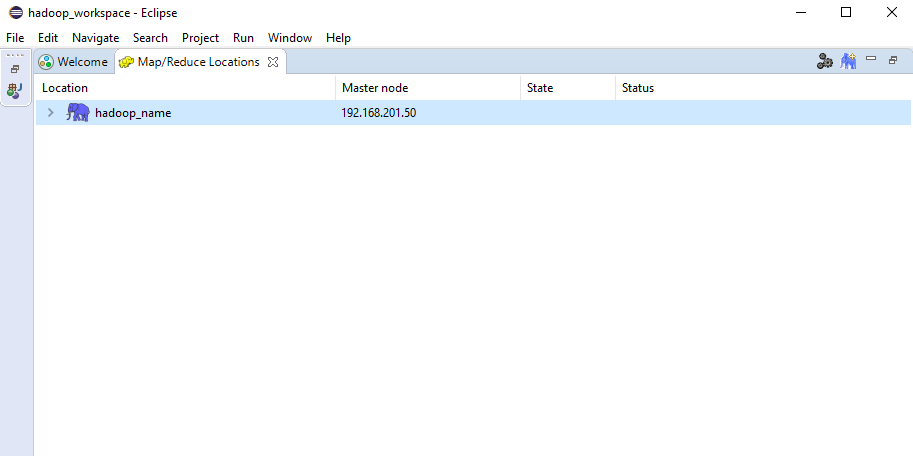 hadoop_workspace - Eclipse
File Edit Navigate Search Project Run Window Help
Welcome Map/Reduce Locations
Location Master node State Status
hadoop_name 192.168.201.50